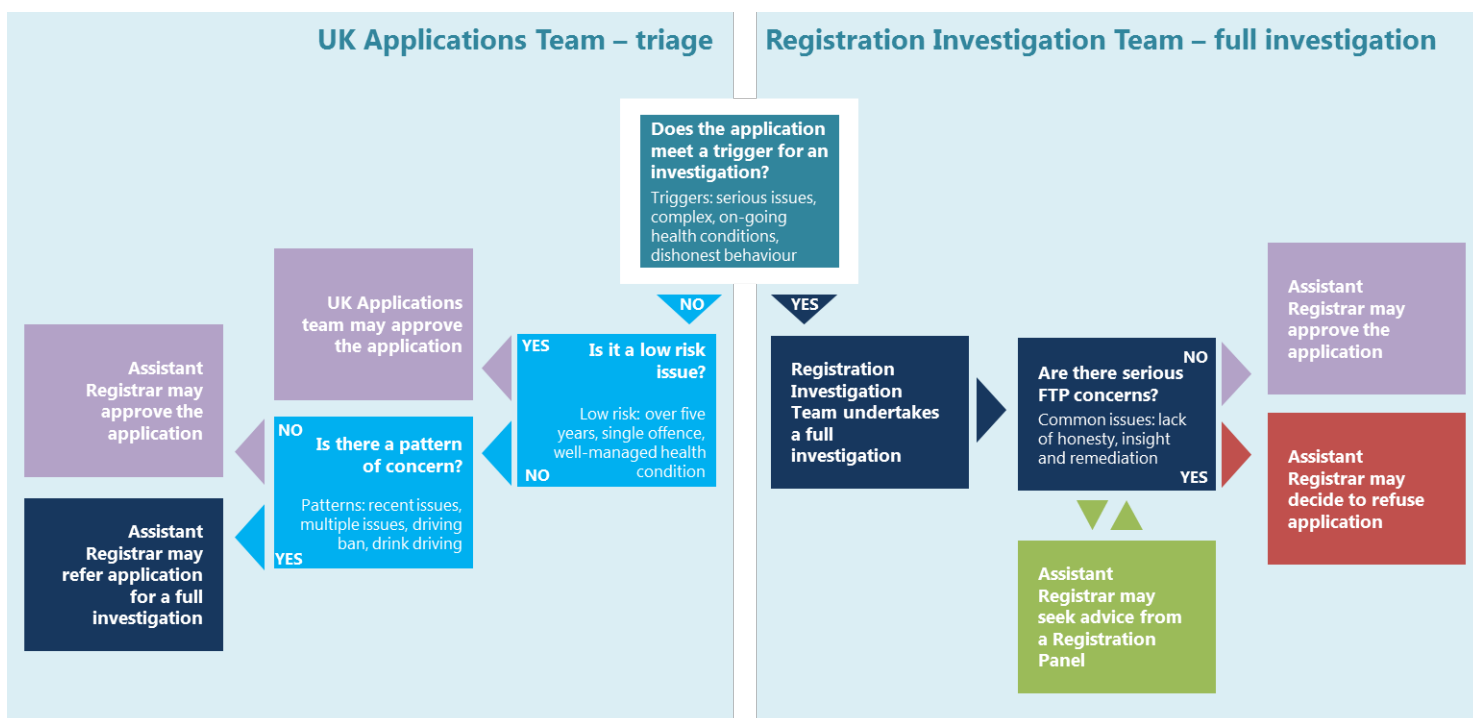 UK Applications Team – triage
Registration Investigation Team – full investigation
Does the application
meet a trigger for an
investigation?
Triggers: serious issues,
complex, on-going
health conditions,
dishonest behaviour
NO
YES
Is it a low risk
issue?
Low risk: over five
years, single offence,
well-managed health
condition
YES
NO
UK Applications
team may approve
the application
Is there a pattern
of concern?
Patterns: recent issues,
multiple issues, driving
ban, drink driving
NO
YES
Assistant
Registrar may
approve the
application
Assistant
Registrar may
refer application
for a full
investigation
Registration
Investigation
Team undertakes
a full
investigation
Are there serious
FTP concerns?
Common issues: lack
of honesty, insight
and remediation
NO
YES
Assistant
Registrar may
approve the
application
Assistant
Registrar may
decide to refuse
application
Assistant
Registrar may
seek advice from
a Registration
Panel